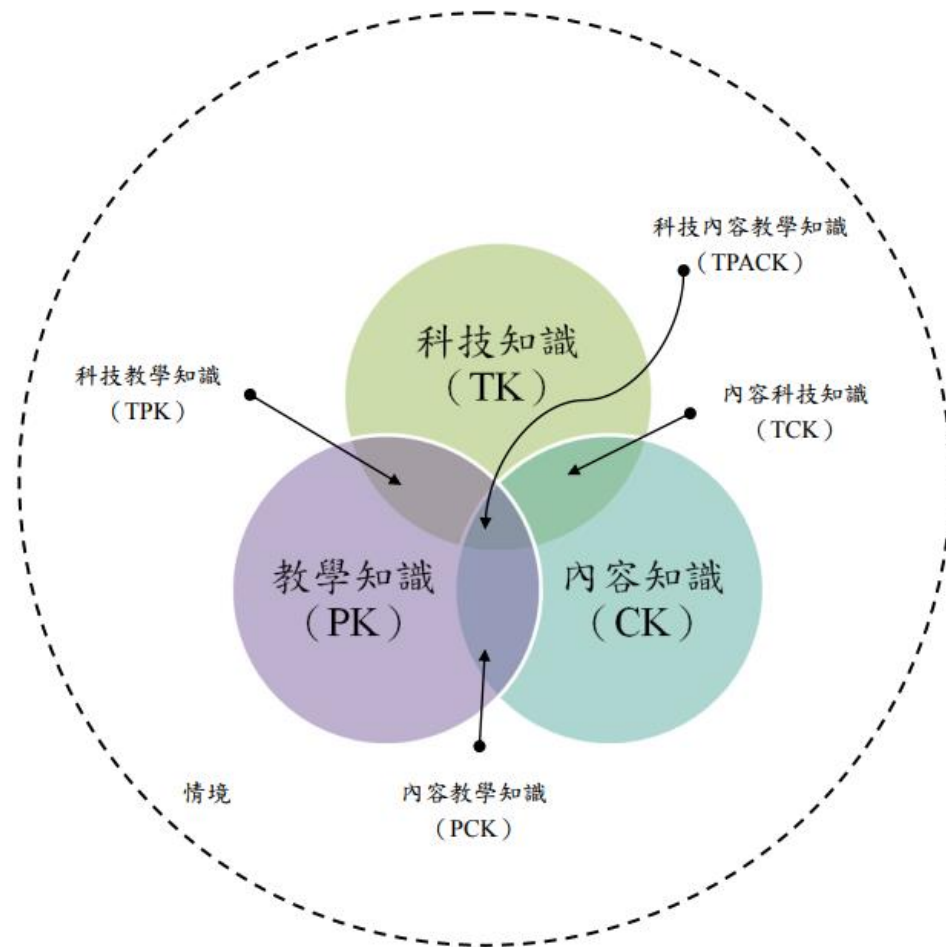 科技內容教學知識
（TPACK）
科技知識
（TK）
科技教學知識
（TPK）
內容科技知識
（TCK）
教學知識
（PK）
內容知識
（CK）
情境
內容教學知識
（PCK）